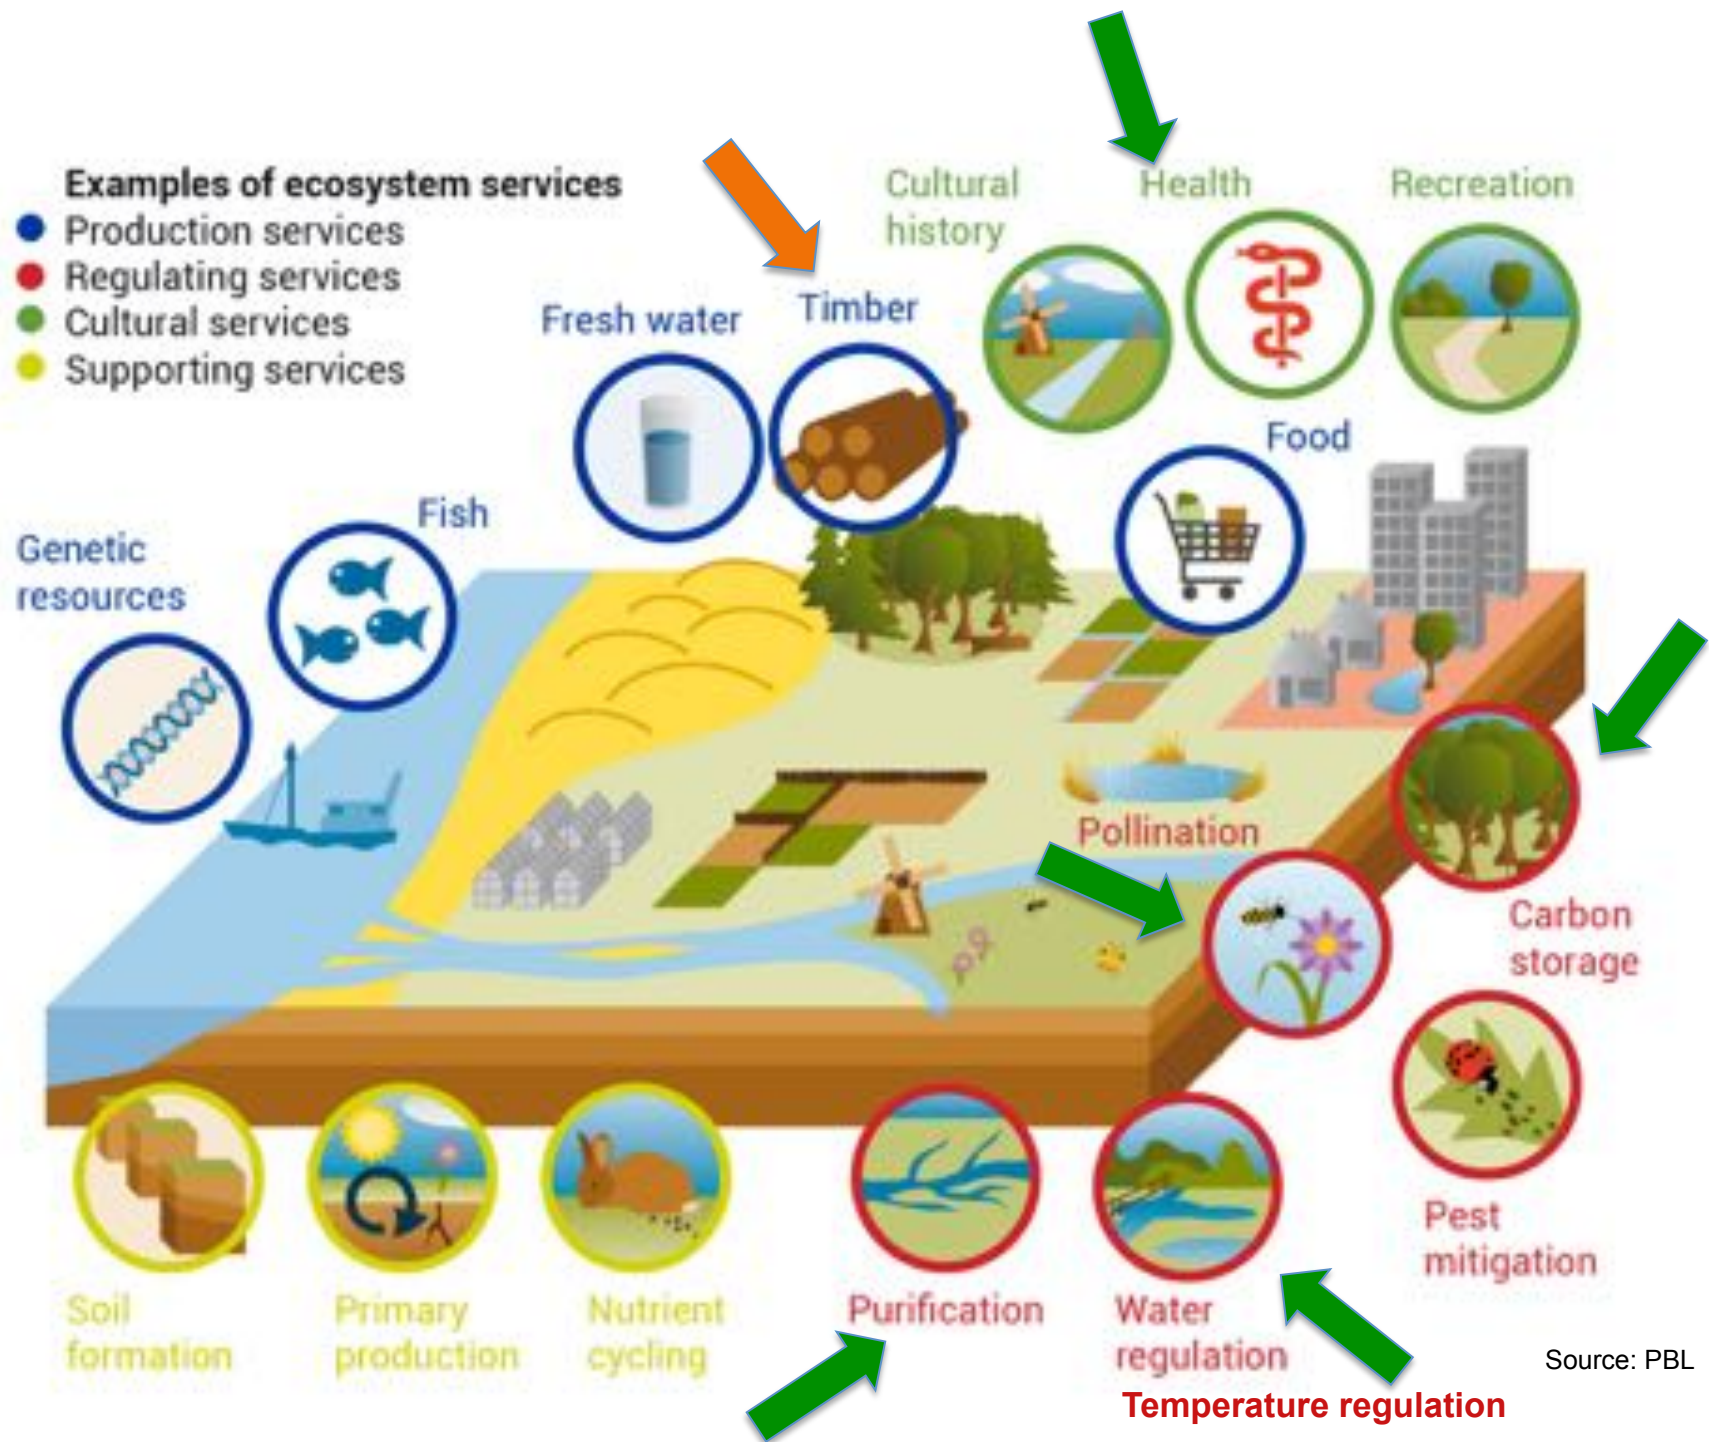 Examples of ecosystem services
Production services
Regulating services
Cultural services
Supporting services
Cultural
history
Health
Recreation
Fresh water
Timber
Food
Fish
Genetic
resources
Pollination
Carbon
storage
Pest
mitigation
Soil
formation
Primary
production
Nutrient
cycling
Purification
Water
regulation
Temperature regulation
Source: PBL